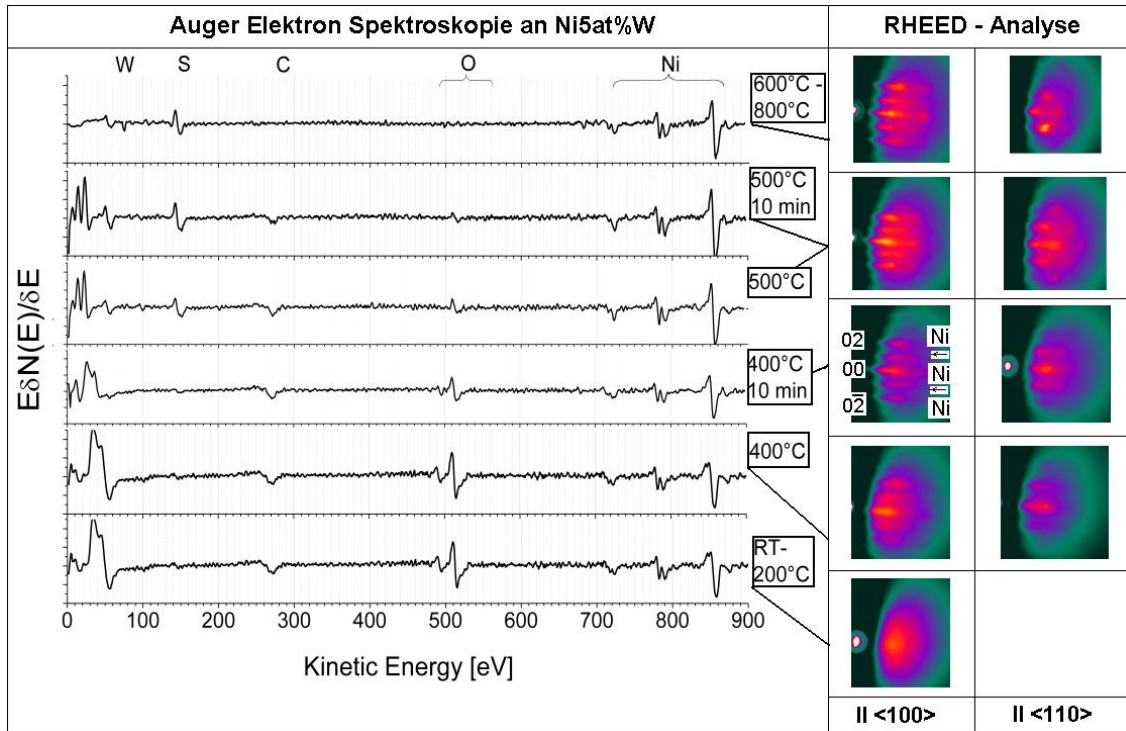 Auger Elektron Spektroskopie an Ni5at%W
RHEED - Analyse
W S C O Ni
600°C -
800°C
500°C
10 min
500°C
400°C
10 min
400°C
RT-
200°C
EδN(E)/δE
0 100 200 300 400 500 600 700 800 900
Kinetic Energy [eV]
02 Ni
←
00 Ni
←
02̅ Ni
II <100> II <110>